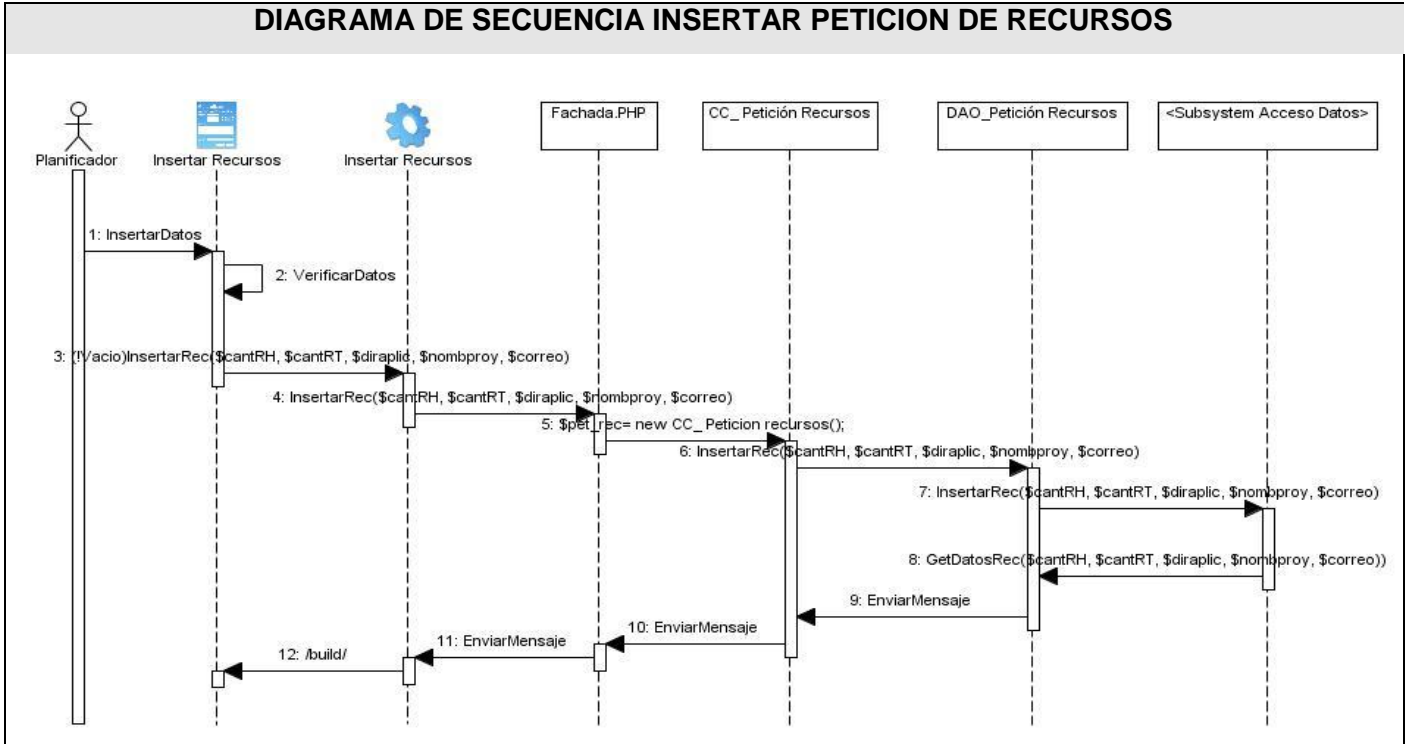 DIAGRAMA DE SECUENCIA INSERTAR PETICION DE RECURSOS
Planificador
Insertar Recursos
Insertar Recursos
Fachada.PHP
CC_ Petición Recursos
DAO_Petición Recursos
<Subsystem Acceso Datos>
1: InsertarDatos
2: VerificarDatos
3: (!Vacio)InsertarRec($cantRH, $cantRT, $diraplic, $nombproy, $correo)
4: InsertarRec($cantRH, $cantRT, $diraplic, $nombproy, $correo)
5: $pet_rec= new CC_ Peticion recursos();
6: InsertarRec($cantRH, $cantRT, $diraplic, $nombproy, $correo)
7: InsertarRec($cantRH, $cantRT, $diraplic, $nombproy, $correo)
8: GetDatosRec($cantRH, $cantRT, $diraplic, $nombproy, $correo))
9: EnviarMensaje
10: EnviarMensaje
11: EnviarMensaje
12: /build/